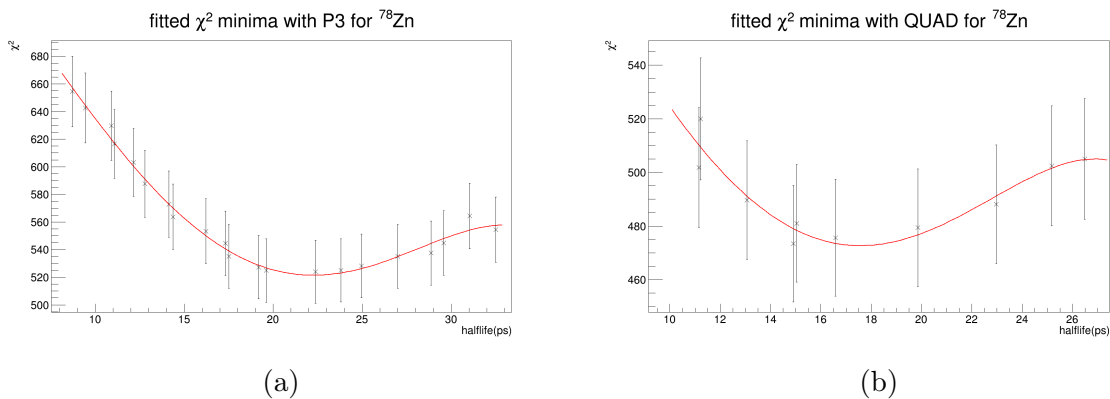 fitted χ² minima with P3 for ⁷⁸Zn
χ²
680
660
640
620
600
580
560
540
520
500
10 15 20 25 30
halflife(ps)
(a)
fitted χ² minima with QUAD for ⁷⁸Zn
χ²
540
520
500
480
460
10 12 14 16 18 20 22 24 26
halflife(ps)
(b)